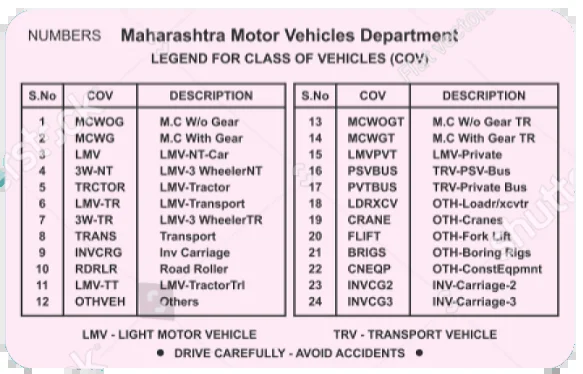 NUMBERS Maharashtra Motor Vehicles Department
LEGEND FOR CLASS OF VEHICLES (COV)
S.No COV DESCRIPTION S.No COV DESCRIPTION
1 MCWOG M.C W/o Gear 13 MCWOGT M.C W/o Gear TR
2 MCWG M.C With Gear 14 MCWGT M.C With Gear TR
3 LMV LMV-NT-Car 15 LMVPVT LMV-Private
4 3W-NT LMV-3 WheelerNT 16 PSVBUS TRV-PSV-Bus
5 TRCTOR LMV-Tractor 17 PVTBUS TRV-Private Bus
6 LMV-TR LMV-Transport 18 LDRXCV OTH-Loadr/xcvtr
7 3W-TR LMV-3 WheelerTR 19 CRANE OTH-Cranes
8 TRANS Transport 20 FLIFT OTH-Fork Lift
9 INVCRG Inv Carriage 21 BRIGS OTH-Boring Rigs
10 RDRLR Road Roller 22 CNEQP OTH-ConstEqpmnt
11 LMV-TT LMV-TractorTrl 23 INVCG2 INV-Carriage-2
12 OTHVEH Others 24 INVCG3 INV-Carriage-3
LMV - LIGHT MOTOR VEHICLE TRV - TRANSPORT VEHICLE
● DRIVE CAREFULLY - AVOID ACCIDENTS ●